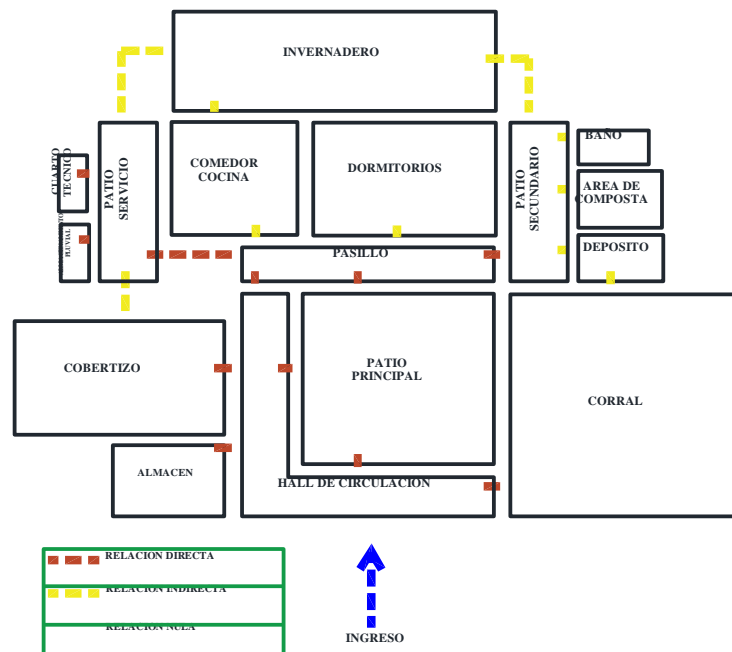 INVERNADERO
CUARTO
TECNICO
PATIO
SERVICIO
COMEDOR
COCINA
DORMITORIOS
PATIO
SECUNDARIO
BAÑO
AREA DE
COMPOSTA
DEPOSITO
PLUVIAL
PASILLO
COBERTIZO
PATIO
PRINCIPAL
CORRAL
ALMACEN
HALL DE CIRCULACION
RELACION DIRECTA
RELACION INDIRECTA
RELACION NULA
INGRESO